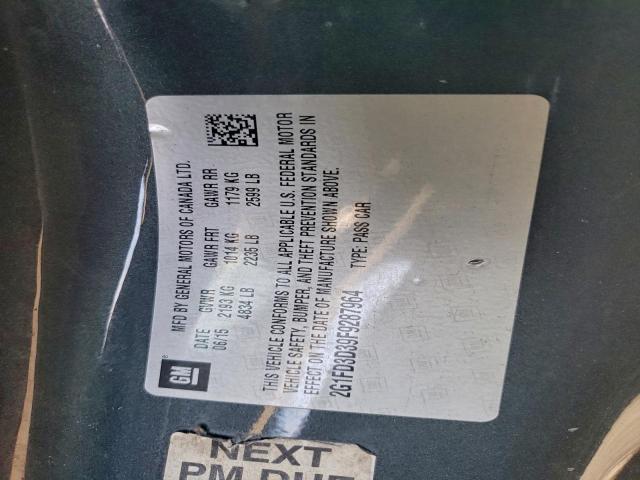 GM
MFD BY GENERAL MOTORS OF CANADA LTD.
DATE GVWR GAWR FRT GAWR RR
06/15 2193 KG 1014 KG 1179 KG
4834 LB 2235 LB 2599 LB
THIS VEHICLE CONFORMS TO ALL APPLICABLE U.S. FEDERAL MOTOR
VEHICLE SAFETY, BUMPER, AND THEFT PREVENTION STANDARDS IN
EFFECT ON THE DATE OF MANUFACTURE SHOWN ABOVE.
2G1FD3D39F9287964 TYPE: PASS CAR
NEXT
PM DUE